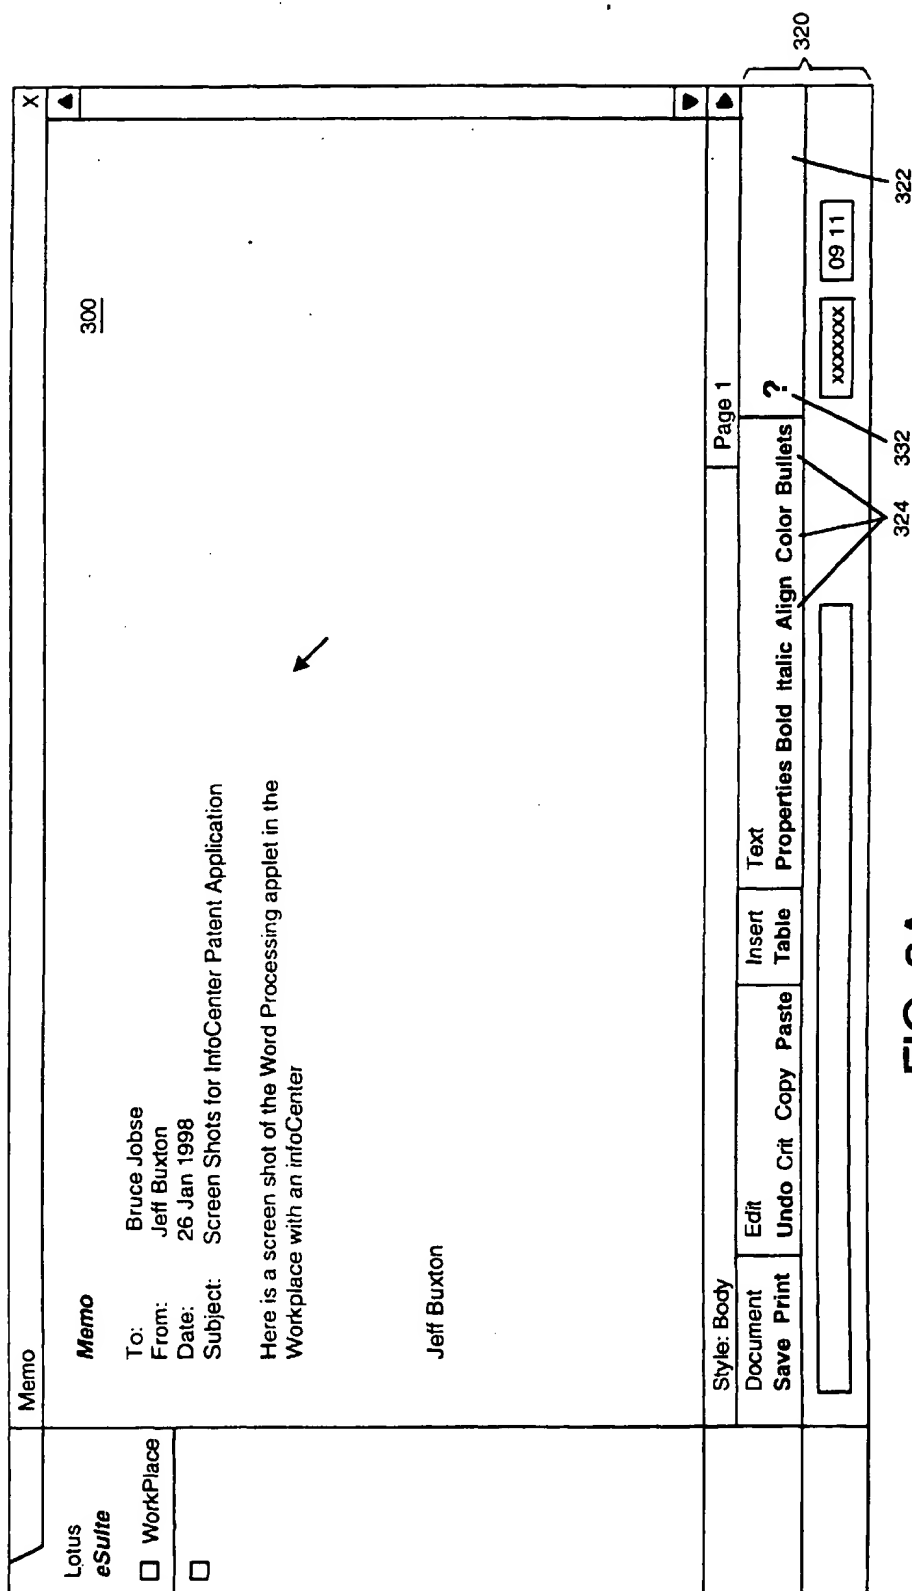 Memo
X
Lotus
eSuite
WorkPlace
300
Memo
To: Bruce Jobse
From: Jeff Buxton
Date: 26 Jan 1998
Subject: Screen Shots for InfoCenter Patent Application
Here is a screen shot of the Word Processing applet in the
Workplace with an infoCenter
Jeff Buxton
Style: Body
Page 1
Document
Save Print
Edit
Undo Crit Copy Paste
Insert
Table
Text
Properties Bold Italic Align Color Bullets
?
xxxxxxx
09 11
320
322
332
324